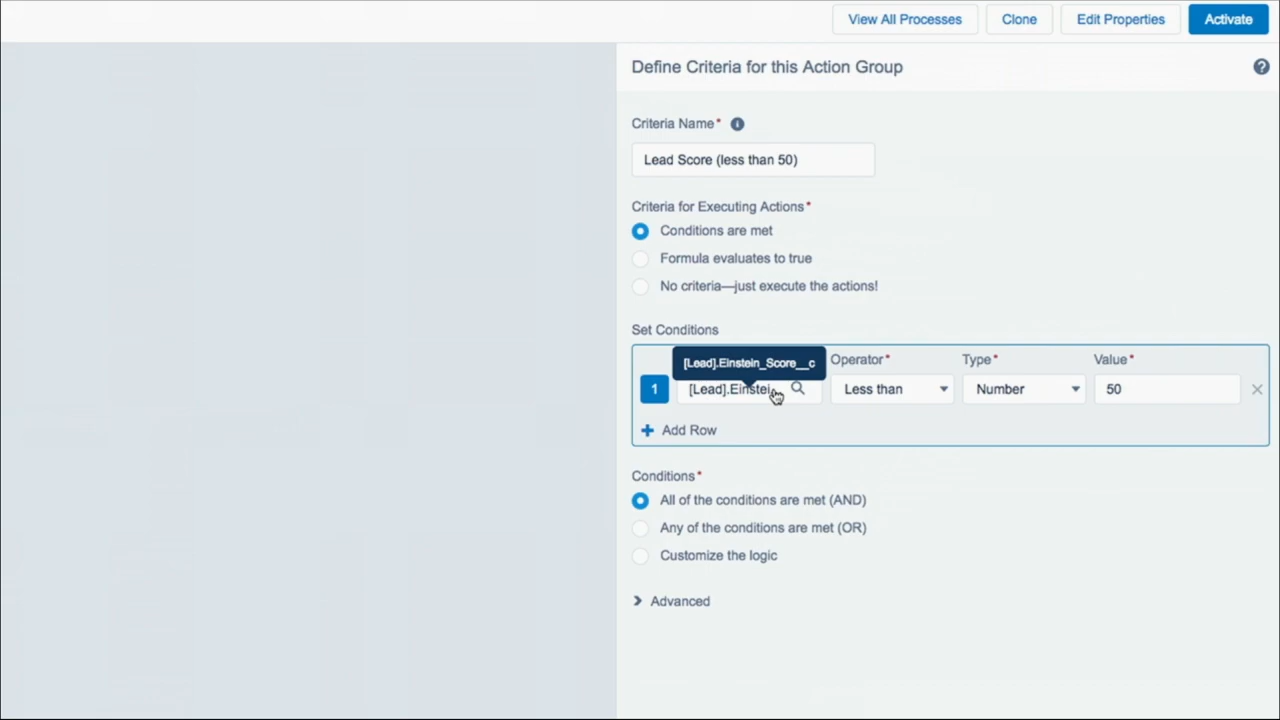 View All Processes Clone Edit Properties Activate
Define Criteria for this Action Group ?
Criteria Name* i
Lead Score (less than 50)
Criteria for Executing Actions*
Conditions are met
Formula evaluates to true
No criteria—just execute the actions!
Set Conditions
[Lead].Einstein_Score__c Operator* Type* Value*
1 [Lead].Einstei... Less than Number 50
Add Row
Conditions*
All of the conditions are met (AND)
Any of the conditions are met (OR)
Customize the logic
Advanced